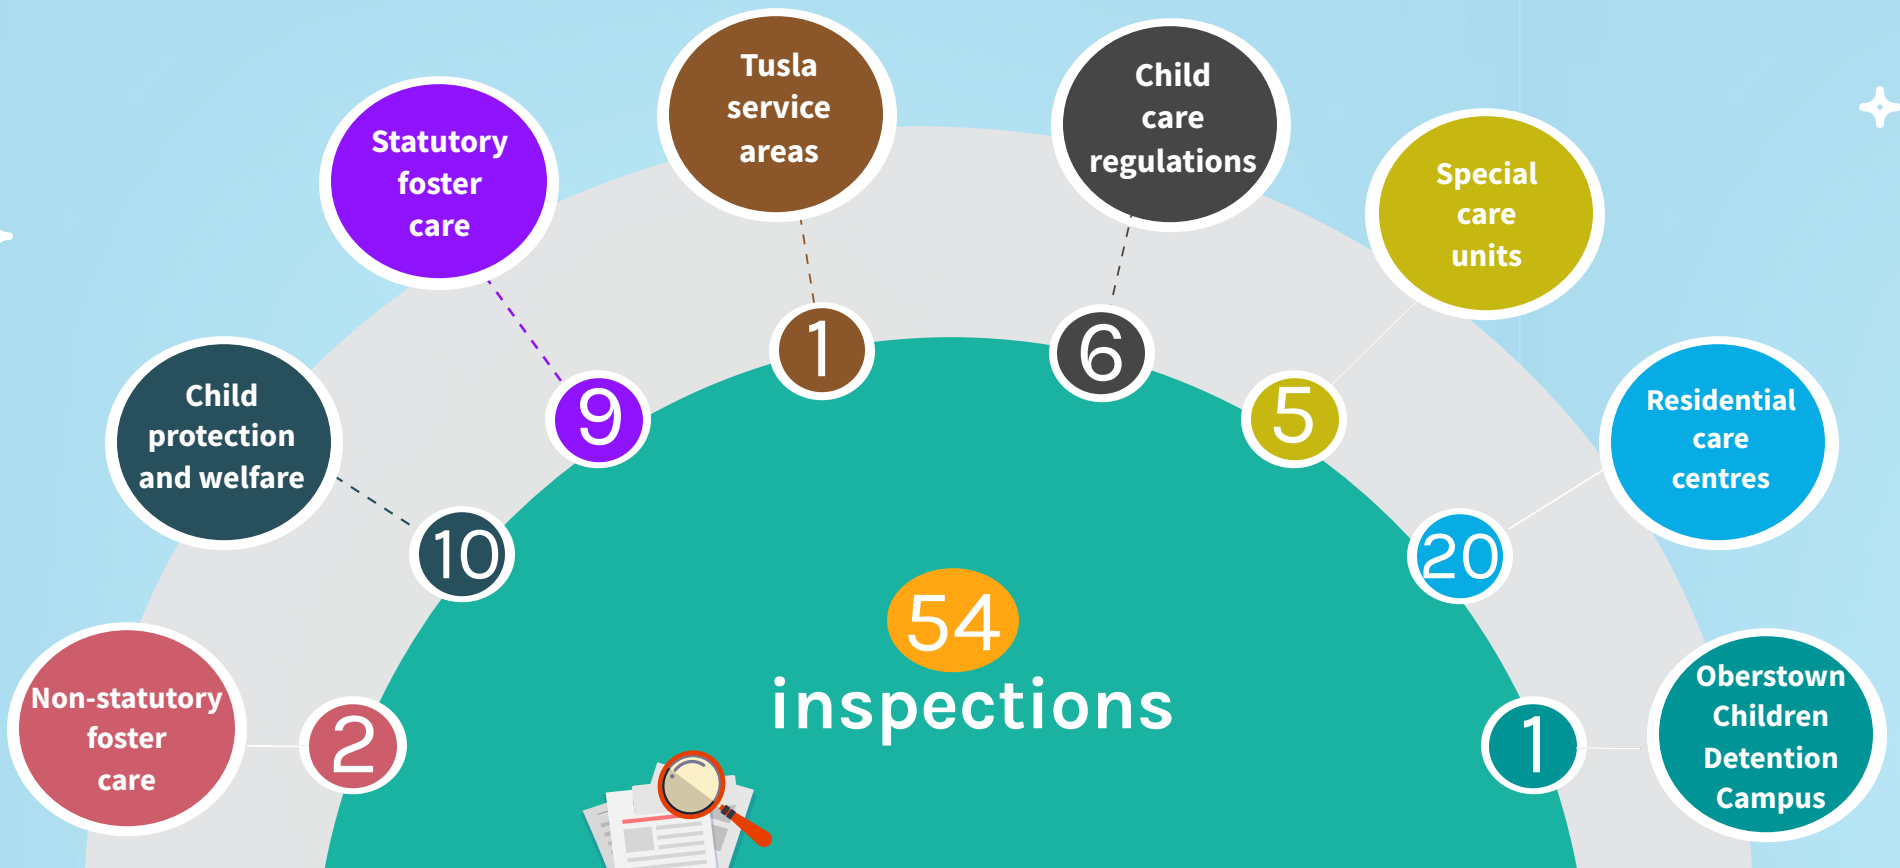 Non-statutory
foster
care
2
Child
protection
and welfare
10
Statutory
foster
care
9
Tusla
service
areas
1
Child
care
regulations
6
Special
care
units
5
Residential
care
centres
20
Oberstown
Children
Detention
Campus
1
54
inspections